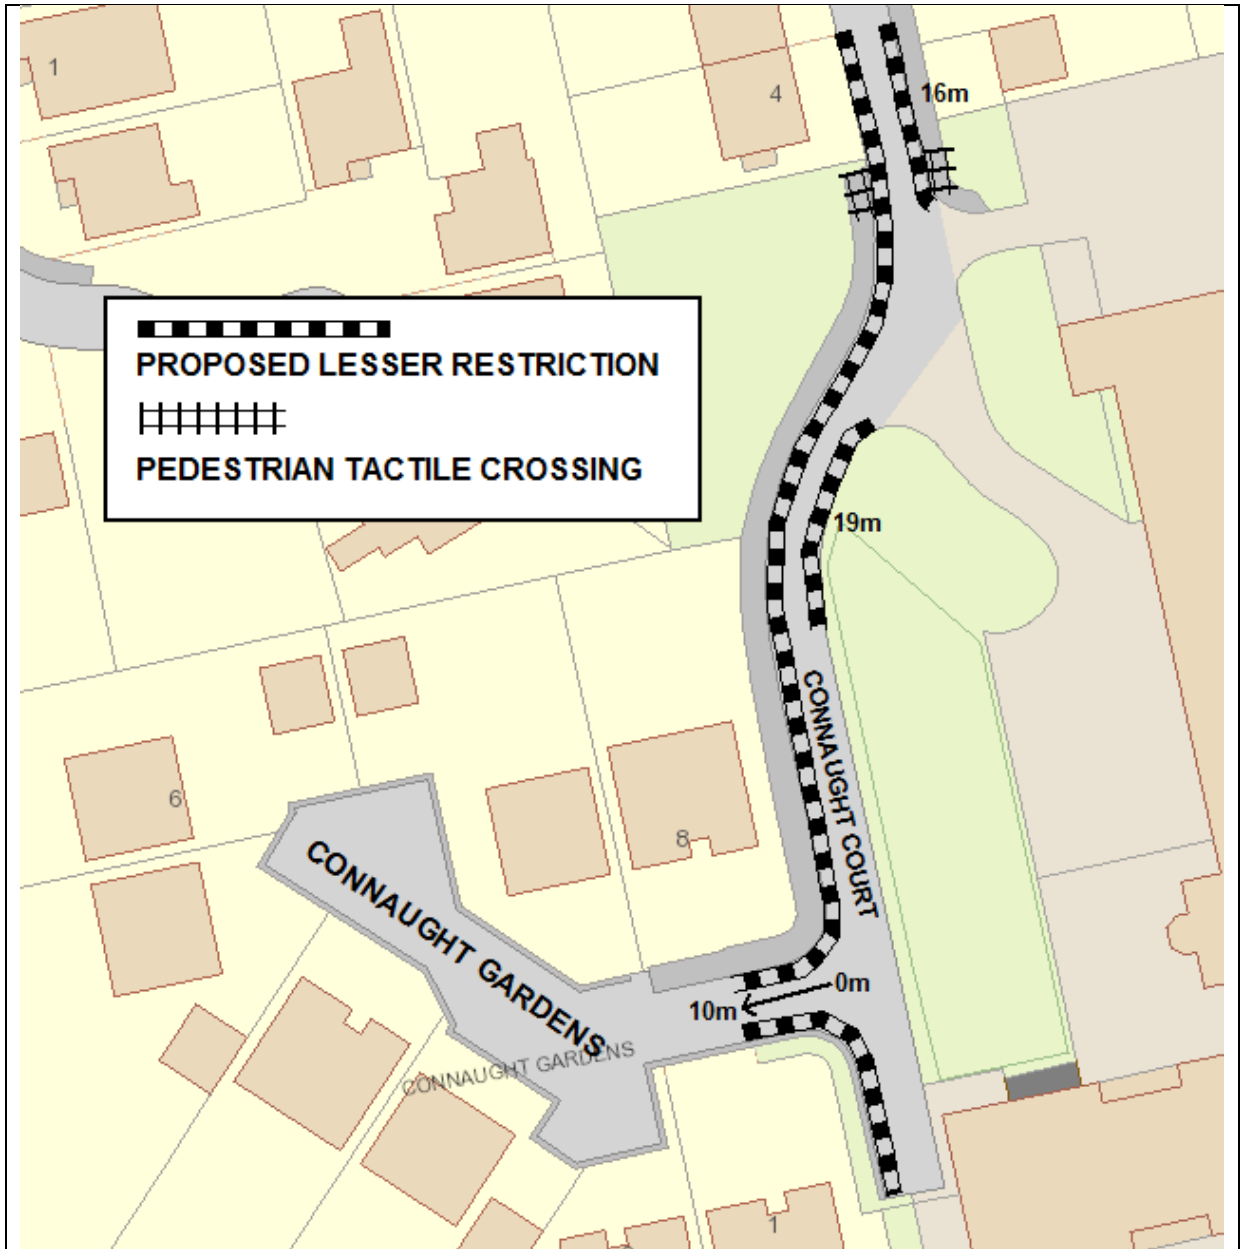 1
4
16m
PROPOSED LESSER RESTRICTION
PEDESTRIAN TACTILE CROSSING
19m
CONNAUGHT COURT
6
8
CONNAUGHT GARDENS
0m
10m
CONNAUGHT GARDENS
1